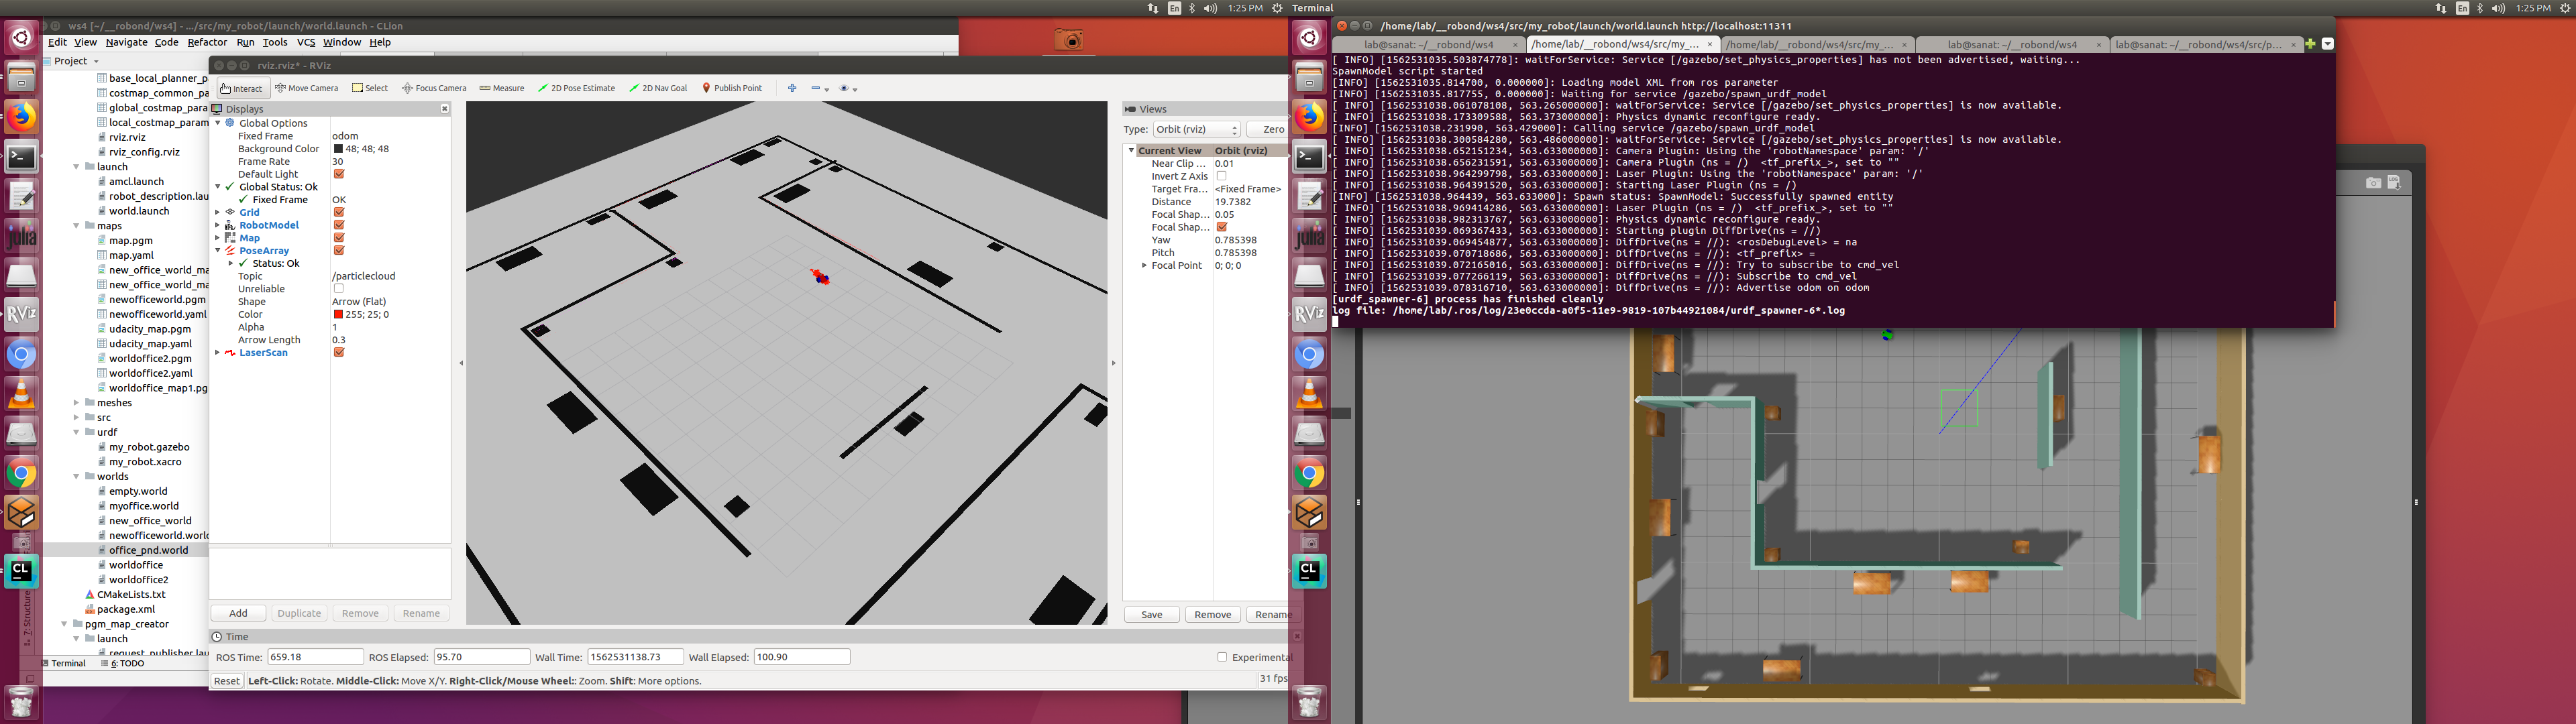 1:25 PM
Terminal
1:25 PM
ws4 [~/__robond/ws4] - .../src/my_robot/launch/world.launch - CLion
Edit View Navigate Code Refactor Run Tools VCS Window Help
Project
base_local_planner_p
costmap_common_pa
global_costmap_para
local_costmap_param
rviz.rviz
rviz_config.rviz
launch
amcl.launch
robot_description.lau
world.launch
maps
map.pgm
map.yaml
new_office_world_ma
new_office_world_ma
newofficeworld.pgm
newofficeworld.yaml
udacity_map.pgm
udacity_map.yaml
worldoffice2.pgm
worldoffice2.yaml
worldoffice_map1.pg
meshes
src
urdf
my_robot.gazebo
my_robot.xacro
worlds
empty.world
myoffice.world
new_office_world
newofficeworld.world
office_pnd.world
worldoffice
worldoffice2
CMakeLists.txt
package.xml
pgm_map_creator
launch
request_publisher.lau
Z: Structure
Terminal 6: TODO
rviz.rviz* - RViz
Interact Move Camera Select Focus Camera Measure 2D Pose Estimate 2D Nav Goal Publish Point
Displays
Global Options
Fixed Frame odom
Background Color 48; 48; 48
Frame Rate 30
Default Light
Global Status: Ok
Fixed Frame OK
Grid
RobotModel
Map
PoseArray
Status: Ok
Topic /particlecloud
Unreliable
Shape Arrow (Flat)
Color 255; 25; 0
Alpha 1
Arrow Length 0.3
LaserScan
Add Duplicate Remove Rename
Views
Type: Orbit (rviz) Zero
Current View Orbit (rviz)
Near Clip ... 0.01
Invert Z Axis
Target Fra... <Fixed Frame>
Distance 19.7382
Focal Shap... 0.05
Focal Shap...
Yaw 0.785398
Pitch 0.785398
Focal Point 0; 0; 0
Save Remove Rename
Time
ROS Time: 659.18 ROS Elapsed: 95.70 Wall Time: 1562531138.73 Wall Elapsed: 100.90 Experimental
Reset Left-Click: Rotate. Middle-Click: Move X/Y. Right-Click/Mouse Wheel:: Zoom. Shift: More options. 31 fps
/home/lab/__robond/ws4/src/my_robot/launch/world.launch http://localhost:11311
lab@sanat: ~/__robond/ws4 /home/lab/__robond/ws4/src/my_... /home/lab/__robond/ws4/src/my_... lab@sanat: ~/__robond/ws4 lab@sanat: ~/__robond/ws4/src/p...
[ INFO] [1562531035.503874778]: waitForService: Service [/gazebo/set_physics_properties] has not been advertised, waiting...
SpawnModel script started
[INFO] [1562531035.814700, 0.000000]: Loading model XML from ros parameter
[INFO] [1562531035.817755, 0.000000]: Waiting for service /gazebo/spawn_urdf_model
[ INFO] [1562531038.061078108, 563.265000000]: waitForService: Service [/gazebo/set_physics_properties] is now available.
[ INFO] [1562531038.173309588, 563.373000000]: Physics dynamic reconfigure ready.
[INFO] [1562531038.231990, 563.429000]: Calling service /gazebo/spawn_urdf_model
[ INFO] [1562531038.300584280, 563.486000000]: waitForService: Service [/gazebo/set_physics_properties] is now available.
[ INFO] [1562531038.652151234, 563.633000000]: Camera Plugin: Using the 'robotNamespace' param: '/'
[ INFO] [1562531038.656231591, 563.633000000]: Camera Plugin (ns = /)  <tf_prefix_>, set to ""
[ INFO] [1562531038.964299798, 563.633000000]: Laser Plugin: Using the 'robotNamespace' param: '/'
[ INFO] [1562531038.964391520, 563.633000000]: Starting Laser Plugin (ns = /)
[INFO] [1562531038.964439, 563.633000]: Spawn status: SpawnModel: Successfully spawned entity
[ INFO] [1562531038.969414286, 563.633000000]: Laser Plugin (ns = /)  <tf_prefix_>, set to ""
[ INFO] [1562531038.982313767, 563.633000000]: Physics dynamic reconfigure ready.
[ INFO] [1562531039.069367433, 563.633000000]: Starting plugin DiffDrive(ns = //)
[ INFO] [1562531039.069454877, 563.633000000]: DiffDrive(ns = //): <rosDebugLevel> = na
[ INFO] [1562531039.070718686, 563.633000000]: DiffDrive(ns = //): <tf_prefix> =
[ INFO] [1562531039.072165016, 563.633000000]: DiffDrive(ns = //): Try to subscribe to cmd_vel
[ INFO] [1562531039.077266119, 563.633000000]: DiffDrive(ns = //): Subscribe to cmd_vel
[ INFO] [1562531039.078316710, 563.633000000]: DiffDrive(ns = //): Advertise odom on odom
[urdf_spawner-6] process has finished cleanly
log file: /home/lab/.ros/log/23e0ccda-a0f5-11e9-9819-107b44921084/urdf_spawner-6*.log